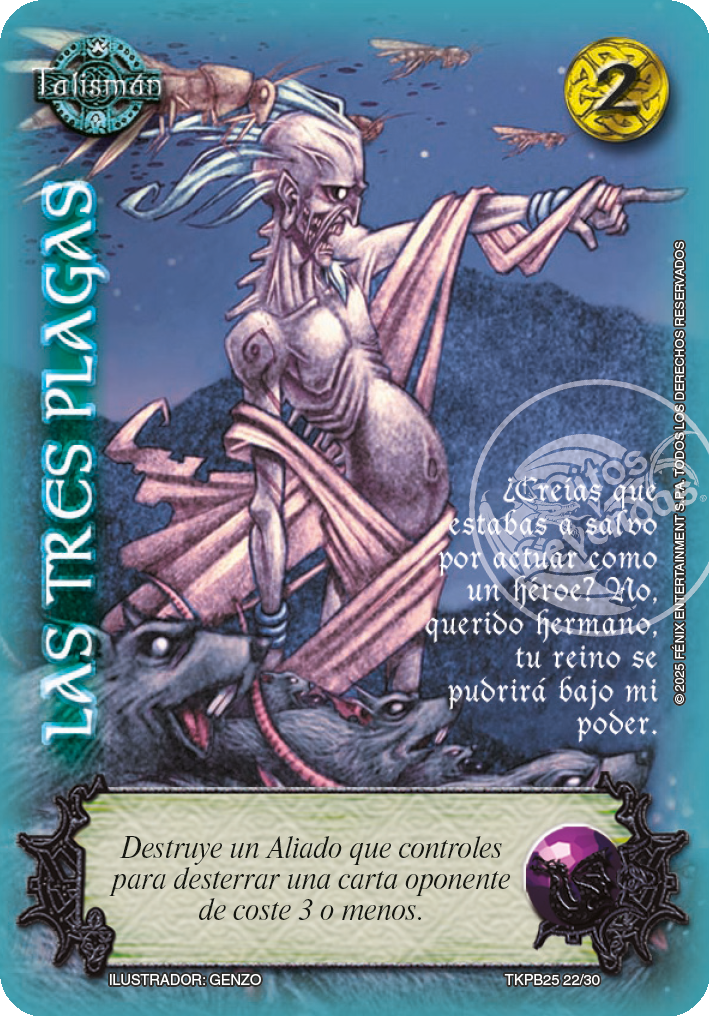 Talismán
2
LAS TRES PLAGAS
¿Creías que
estabas a salvo
por actuar como
un héroe? No,
querido hermano,
tu reino se
pudrirá bajo mi
poder.
© 2025 FÉNIX ENTERTAINMENT S.P.A. TODOS LOS DERECHOS RESERVADOS
Destruye un Aliado que controles
para desterrar una carta oponente
de coste 3 o menos.
ILUSTRADOR: GENZO
TKPB25 22/30